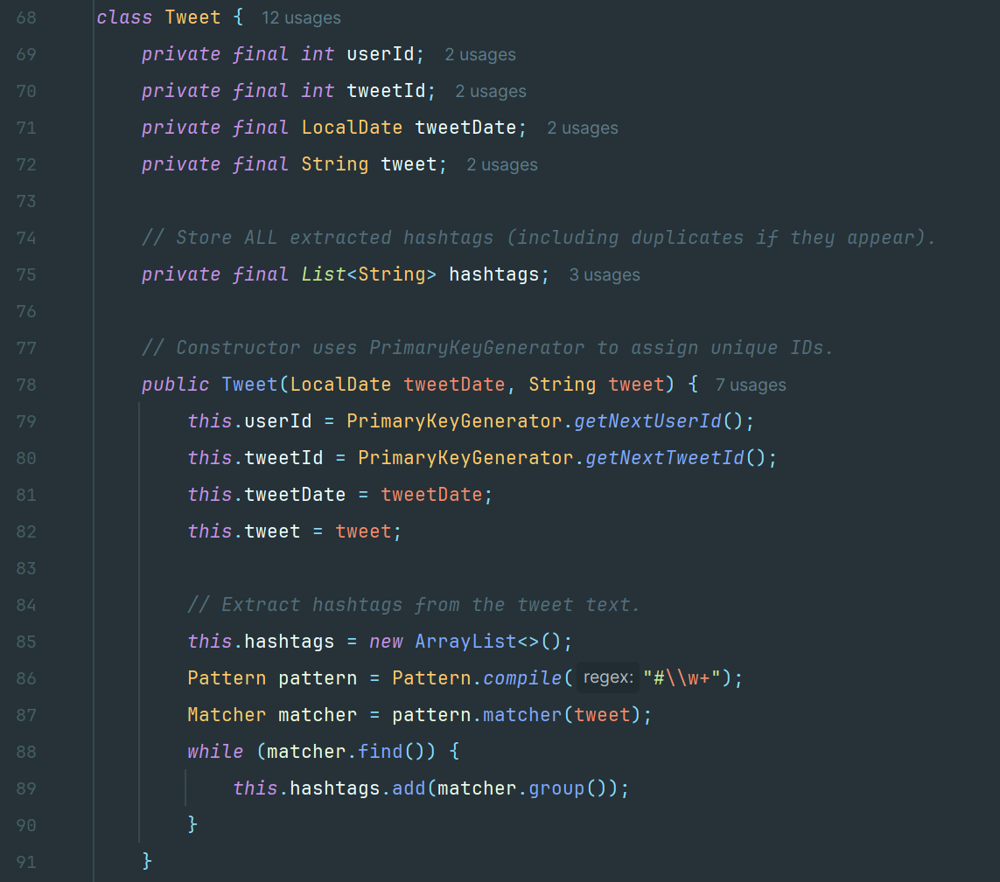 68 class Tweet { 12 usages
69 private final int userId; 2 usages
70 private final int tweetId; 2 usages
71 private final LocalDate tweetDate; 2 usages
72 private final String tweet; 2 usages
73
74 // Store ALL extracted hashtags (including duplicates if they appear).
75 private final List<String> hashtags; 3 usages
76
77 // Constructor uses PrimaryKeyGenerator to assign unique IDs.
78 public Tweet(LocalDate tweetDate, String tweet) { 7 usages
79 this.userId = PrimaryKeyGenerator.getNextUserId();
80 this.tweetId = PrimaryKeyGenerator.getNextTweetId();
81 this.tweetDate = tweetDate;
82 this.tweet = tweet;
83
84 // Extract hashtags from the tweet text.
85 this.hashtags = new ArrayList<>();
86 Pattern pattern = Pattern.compile( regex: "#\\w+");
87 Matcher matcher = pattern.matcher(tweet);
88 while (matcher.find()) {
89 this.hashtags.add(matcher.group());
90 }
91 }